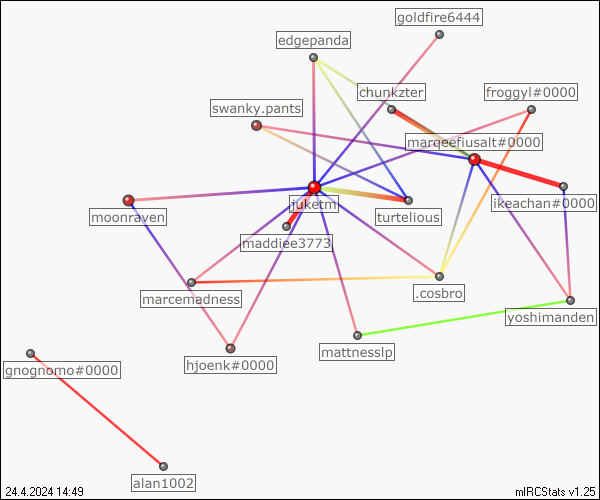 goldfire6444
edgepanda
chunkzter
froggyl#0000
swanky.pants
marqeefiusalt#0000
juketm
turtelious
ikeachan#0000
moonraven
maddiee3773
marcemadness
.cosbro
yoshimanden
mattnesslp
hjoenk#0000
gnognomo#0000
alan1002
24.4.2024 14:49
mIRCStats v1.25